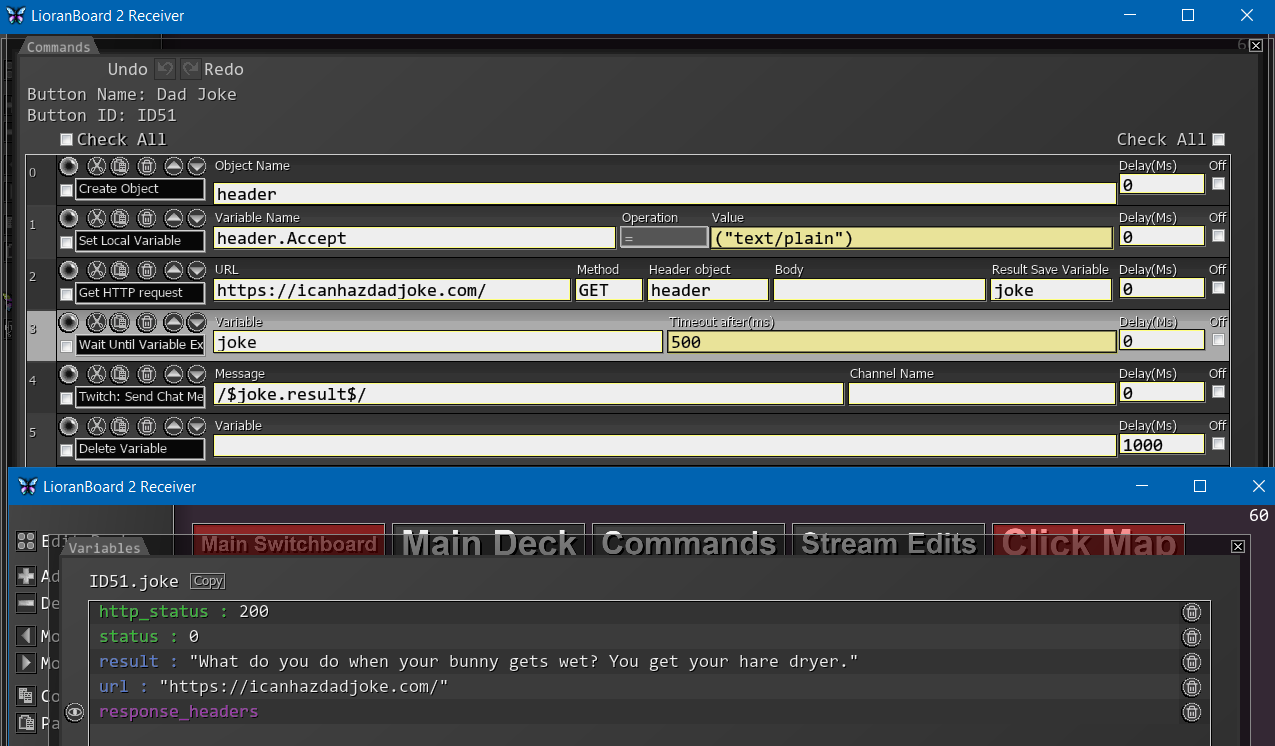 LioranBoard 2 Receiver
Commands
60
Undo Redo
Button Name: Dad Joke
Button ID: ID51
Check All Check All
0 Object Name Delay(Ms) Off
Create Object header 0
1 Variable Name Operation Value Delay(Ms) Off
Set Local Variable header.Accept = ("text/plain") 0
2 URL Method Header object Body Result Save Variable Delay(Ms) Off
Get HTTP request https://icanhazdadjoke.com/ GET header joke 0
3 Variable Timeout after(ms) Delay(Ms) Off
Wait Until Variable Ex joke 500 0
4 Message Channel Name Delay(Ms) Off
Twitch: Send Chat Me /$joke.result$/ 0
5 Variable Delay(Ms) Off
Delete Variable 1000
LioranBoard 2 Receiver
60
Main Switchboard Main Deck Commands Stream Edits Click Map
Variables
ID51.joke Copy
http_status : 200
status : 0
result : "What do you do when your bunny gets wet? You get your hare dryer."
url : "https://icanhazdadjoke.com/"
response_headers